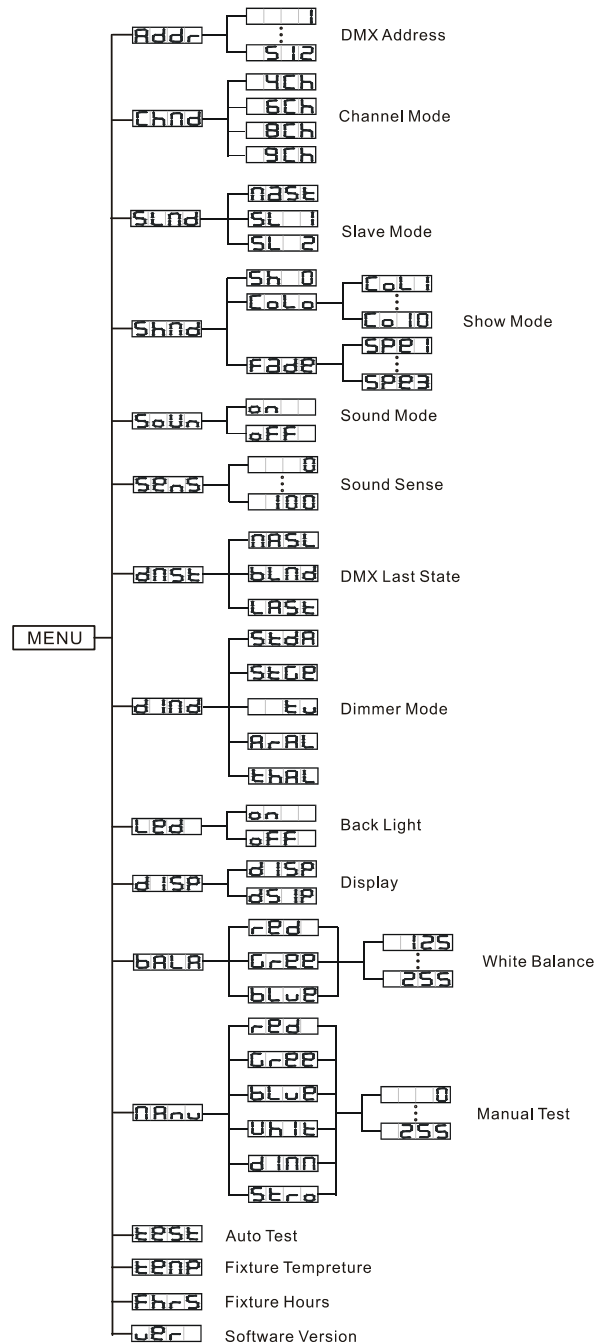 Addr
1
512
DMX Address
ChNd
4Ch
6Ch
8Ch
9Ch
Channel Mode
SLNd
NaSt
SL 1
SL 2
Slave Mode
ShNd
Sh 0
CoLo
CoL1
Co10
Fade
SPe1
SPe3
Show Mode
SoUn
on
oFF
Sound Mode
SenS
0
100
Sound Sense
dNSt
NASL
bLNd
LASt
DMX Last State
MENU
dINd
StdA
StGe
tv
ArAL
thAL
Dimmer Mode
Led
on
oFF
Back Light
dISP
dISP
dSIP
Display
bALA
red
Gree
bLue
125
255
White Balance
NAnu
red
Gree
bLue
UhIt
dINN
Stro
0
255
Manual Test
teSt
Auto Test
teNP
Fixture Tempreture
FhrS
Fixture Hours
ver
Software Version